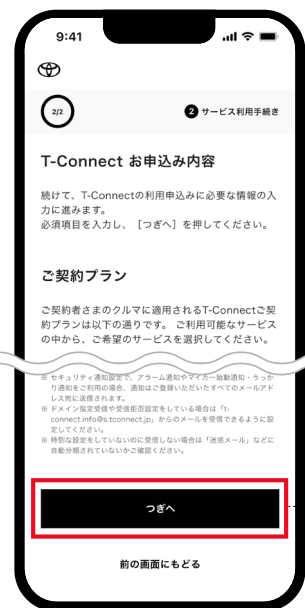 9:41
2/2
2 サービス利用手続き
T-Connect お申込み内容
続けて、T-Connectの利用申込みに必要な情報の入
力に進みます。
必須項目を入力し、［つぎへ］を押してください。
ご契約プラン
ご契約者さまのクルマに適用されるT-Connectご契
約プランは以下の通りです。 ご利用可能なサービス
の中から、ご希望のサービスを選択してください。
※ セキュリティ通知設定で、アラーム通知やマイカー始動通知・うっか
り通知をご利用の場合、通知はご登録いただいたすべてのメールアド
レス宛に送信されます。
※ ドメイン指定受信や受信拒否設定をしている場合は「t-
connect.info@s.tconnect.jp」からのメールを受信できるように設
定してください。
※ 特別な設定をしていないのに受信しない場合は「迷惑メール」などに
自動分類されていないかご確認ください。
つぎへ
前の画面にもどる